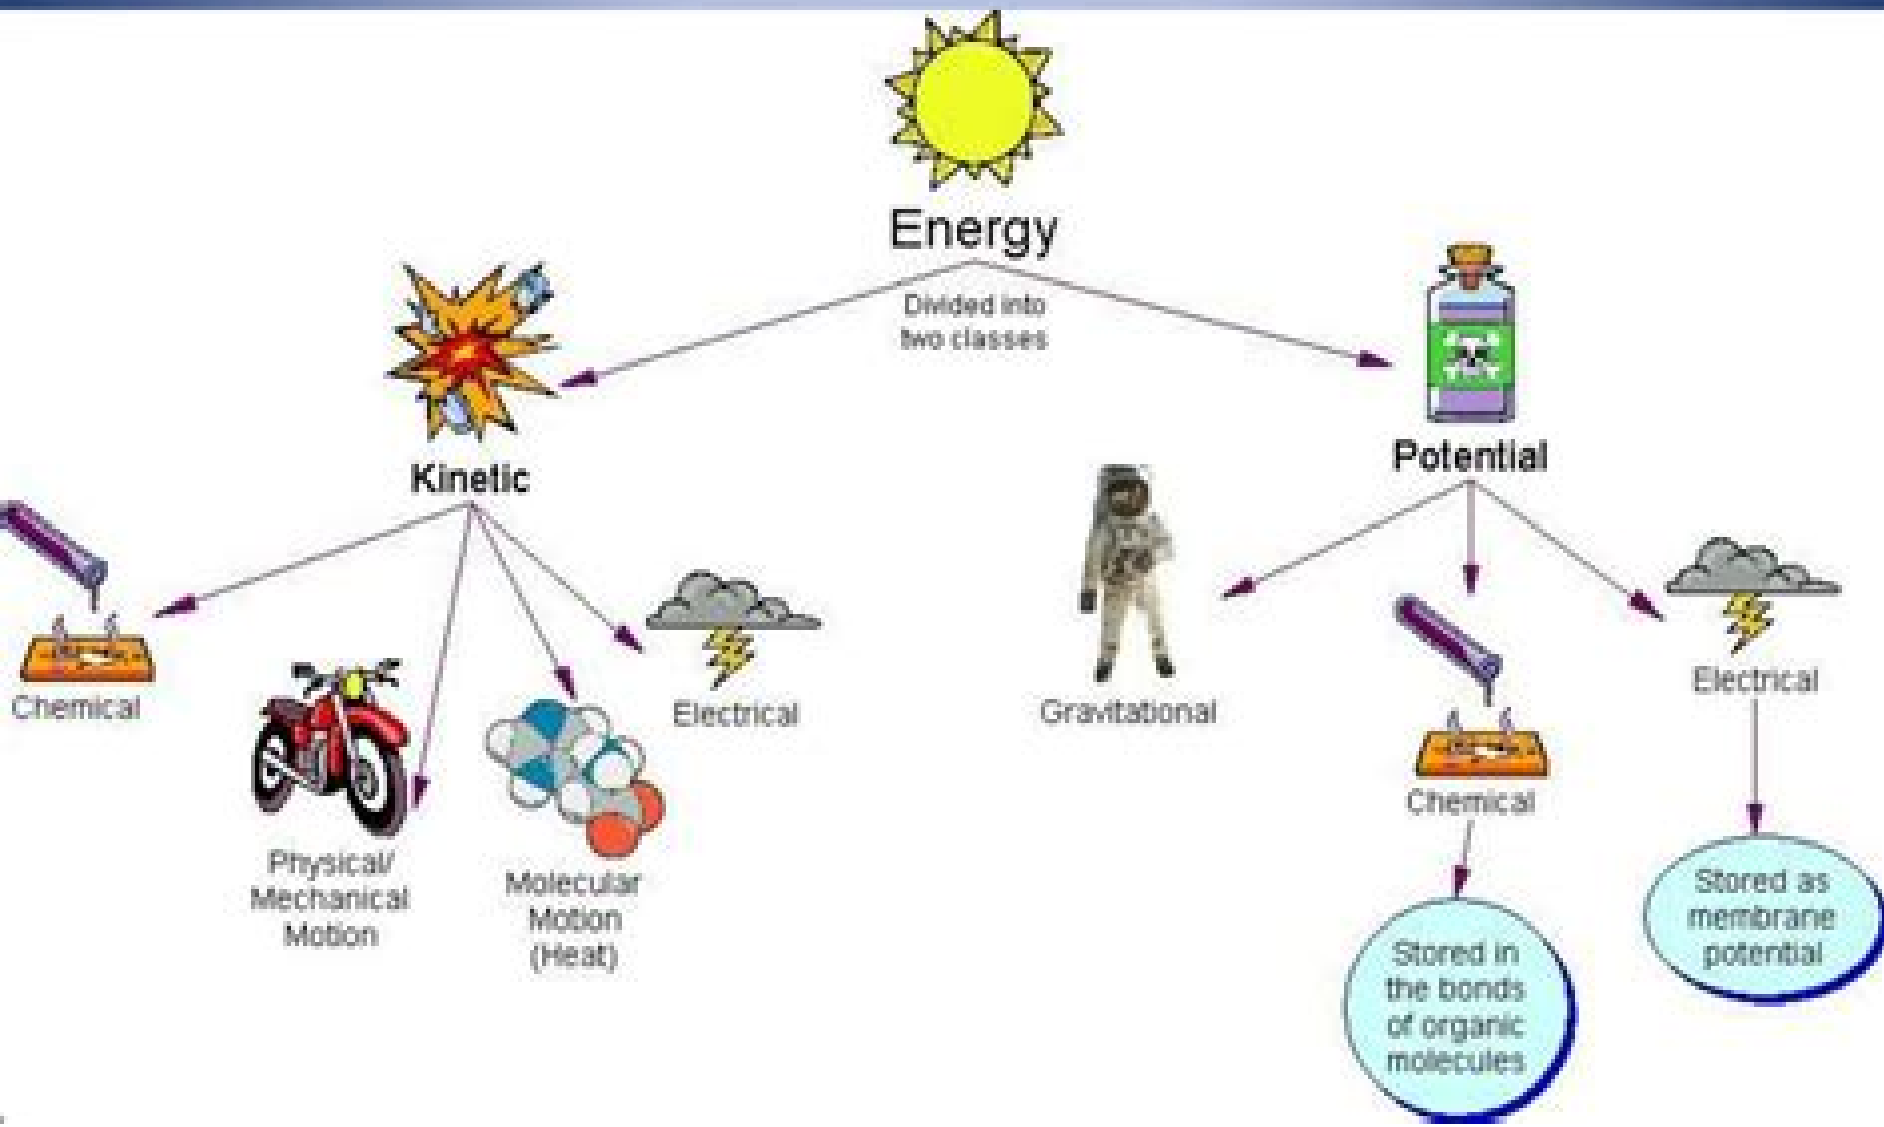 Energy
Divided into
two classes
Kinetic
Potential
Chemical
Physical/
Mechanical
Motion
Molecular
Motion
(Heat)
Electrical
Gravitational
Chemical
Electrical
Stored in
the bonds
of organic
molecules
Stored as
membrane
potential